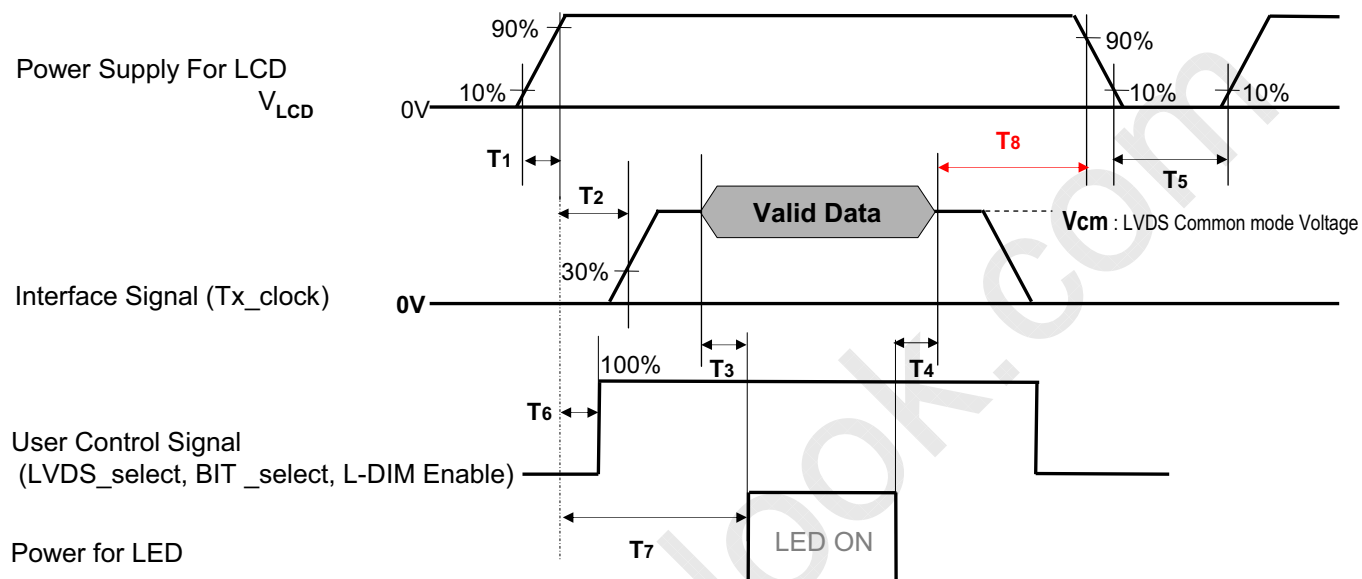 90%
90%
Power Supply For LCD
VLCD
10%
10%
10%
0V
T1
T8
T5
T2
Valid Data
Vcm : LVDS Common mode Voltage
30%
Interface Signal (Tx_clock)
0V
100%
T3
T4
T6
User Control Signal
(LVDS_select, BIT _select, L-DIM Enable)
T7
LED ON
Power for LED
look.com